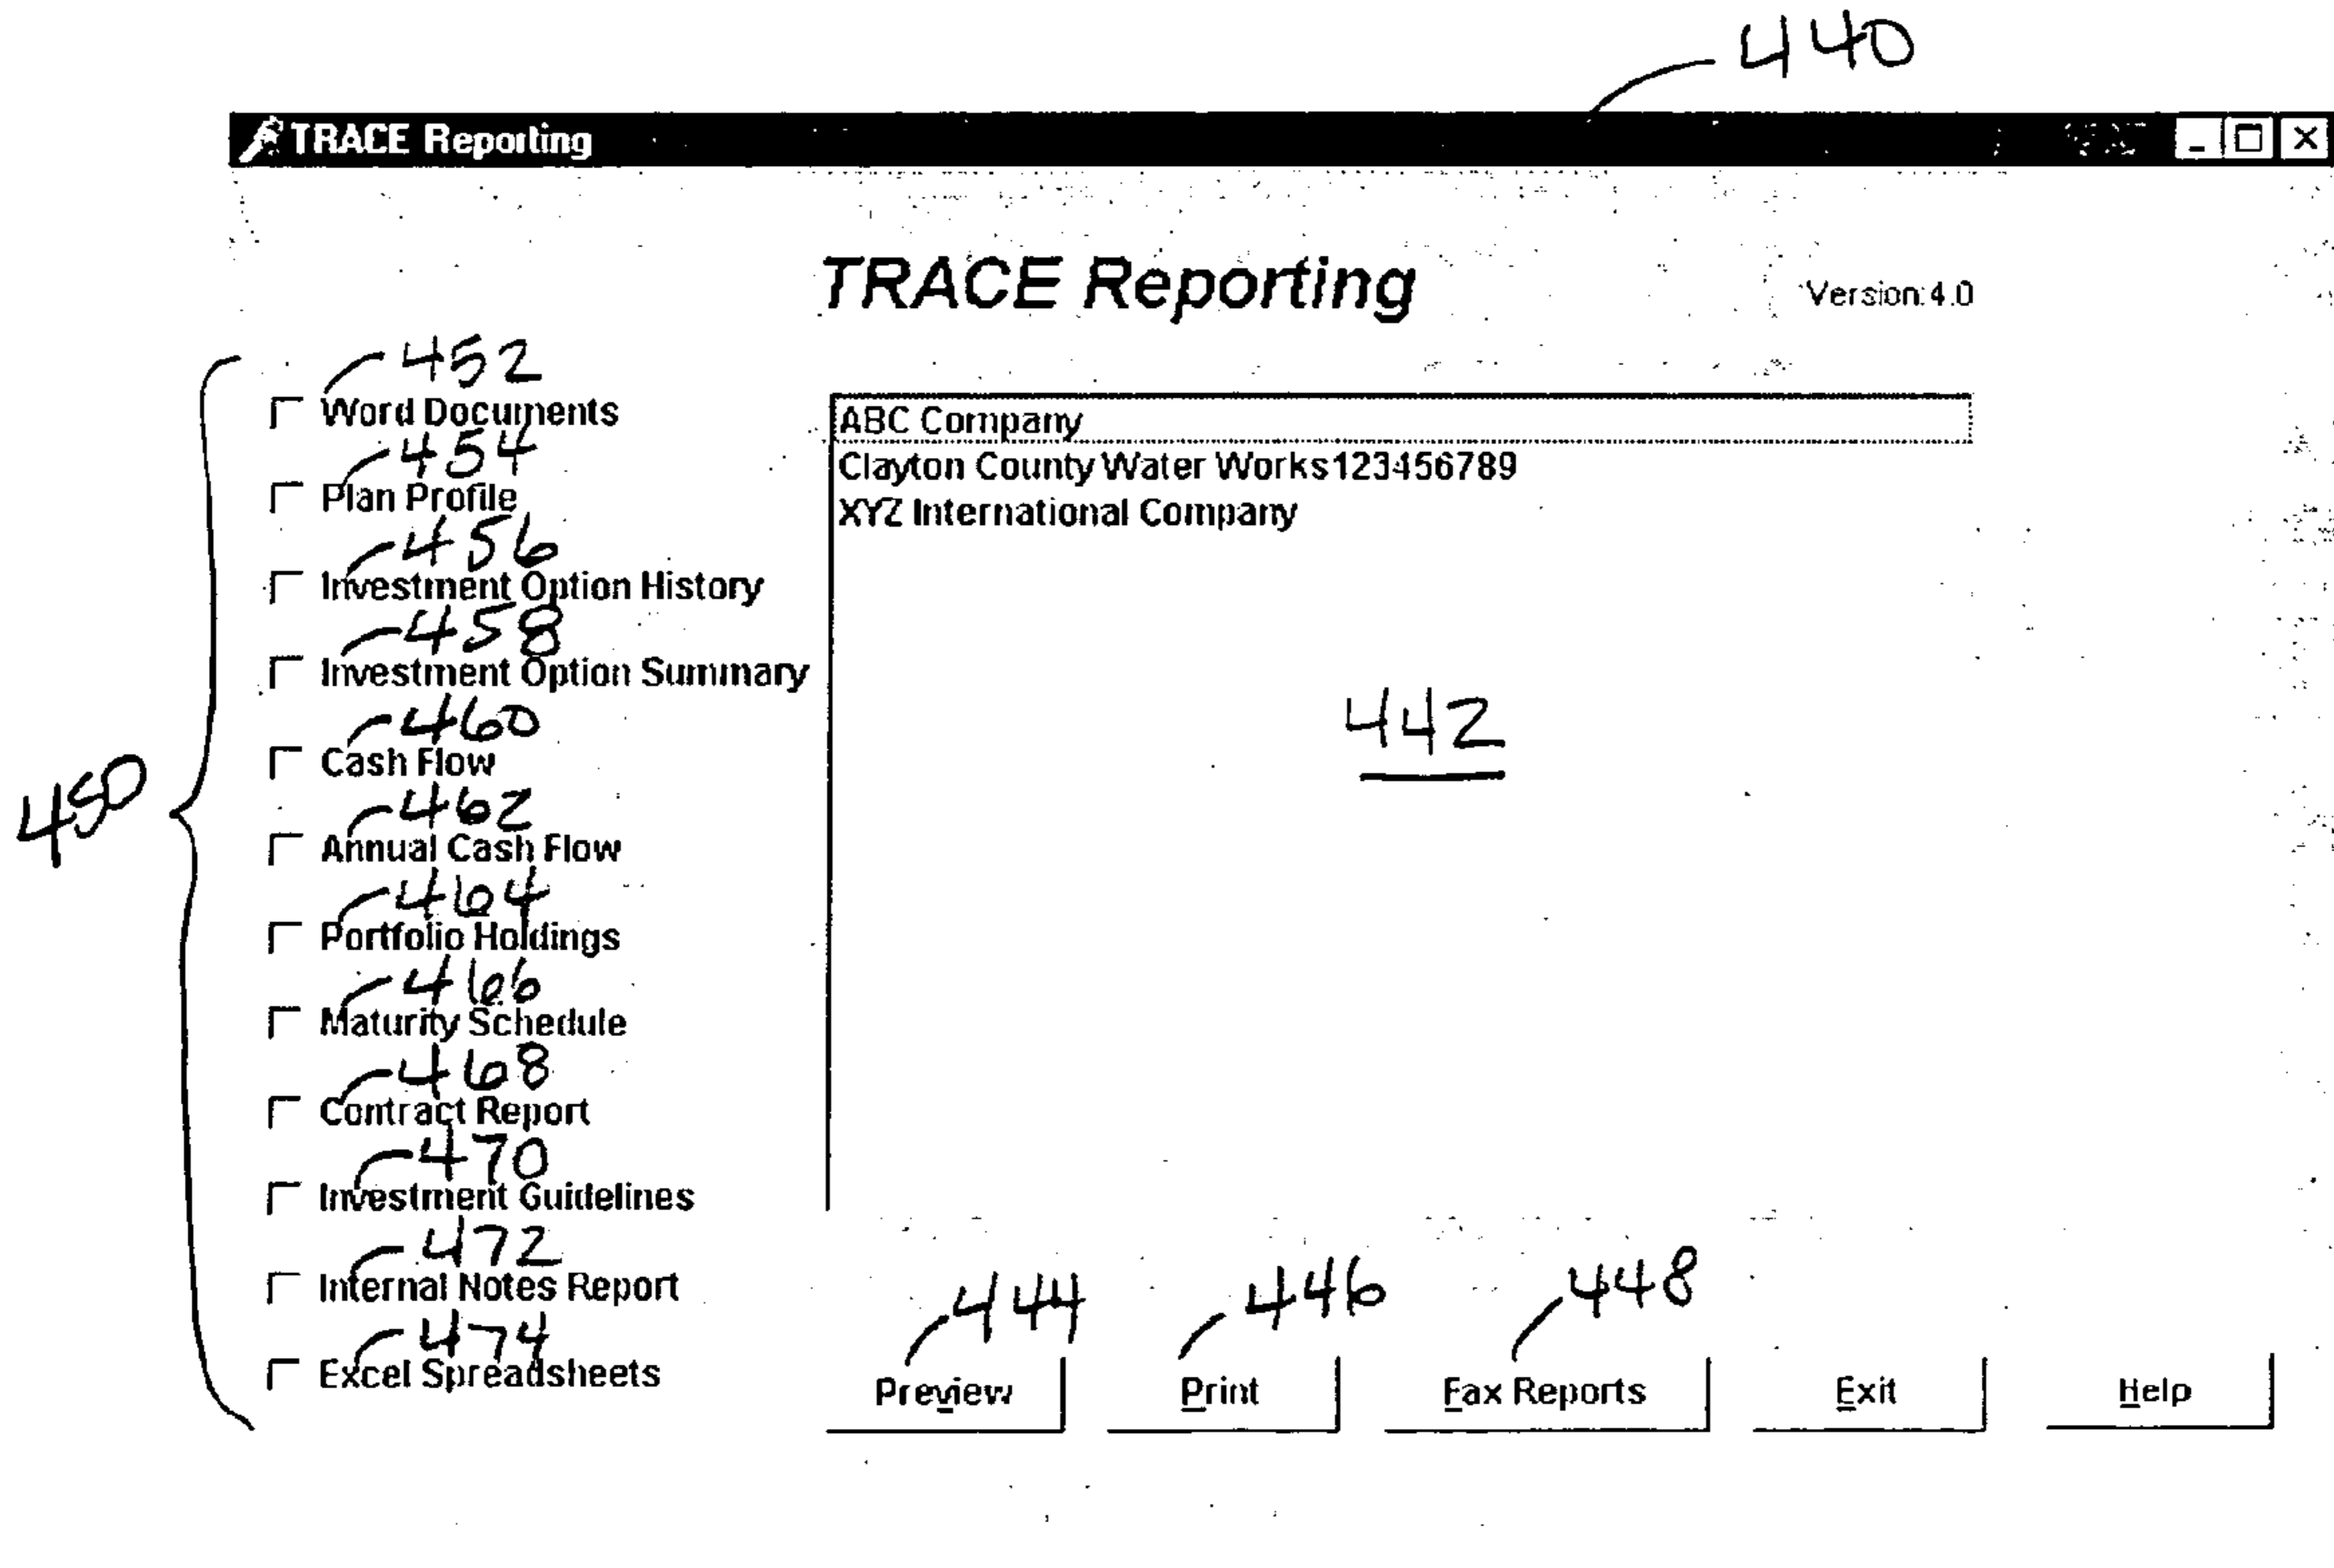 440
TRACE Reporting
TRACE Reporting
Version:4.0
452
Word Documents
454
Plan Profile
456
Investment Option History
458
Investment Option Summary
460
Cash Flow
462
Annual Cash Flow
464
Portfolio Holdings
466
Maturity Schedule
468
Contract Report
470
Investment Guidelines
472
Internal Notes Report
474
Excel Spreadsheets
450
ABC Company
Clayton County Water Works123456789
XYZ International Company
442
444
446
448
Preview
Print
Fax Reports
Exit
Help